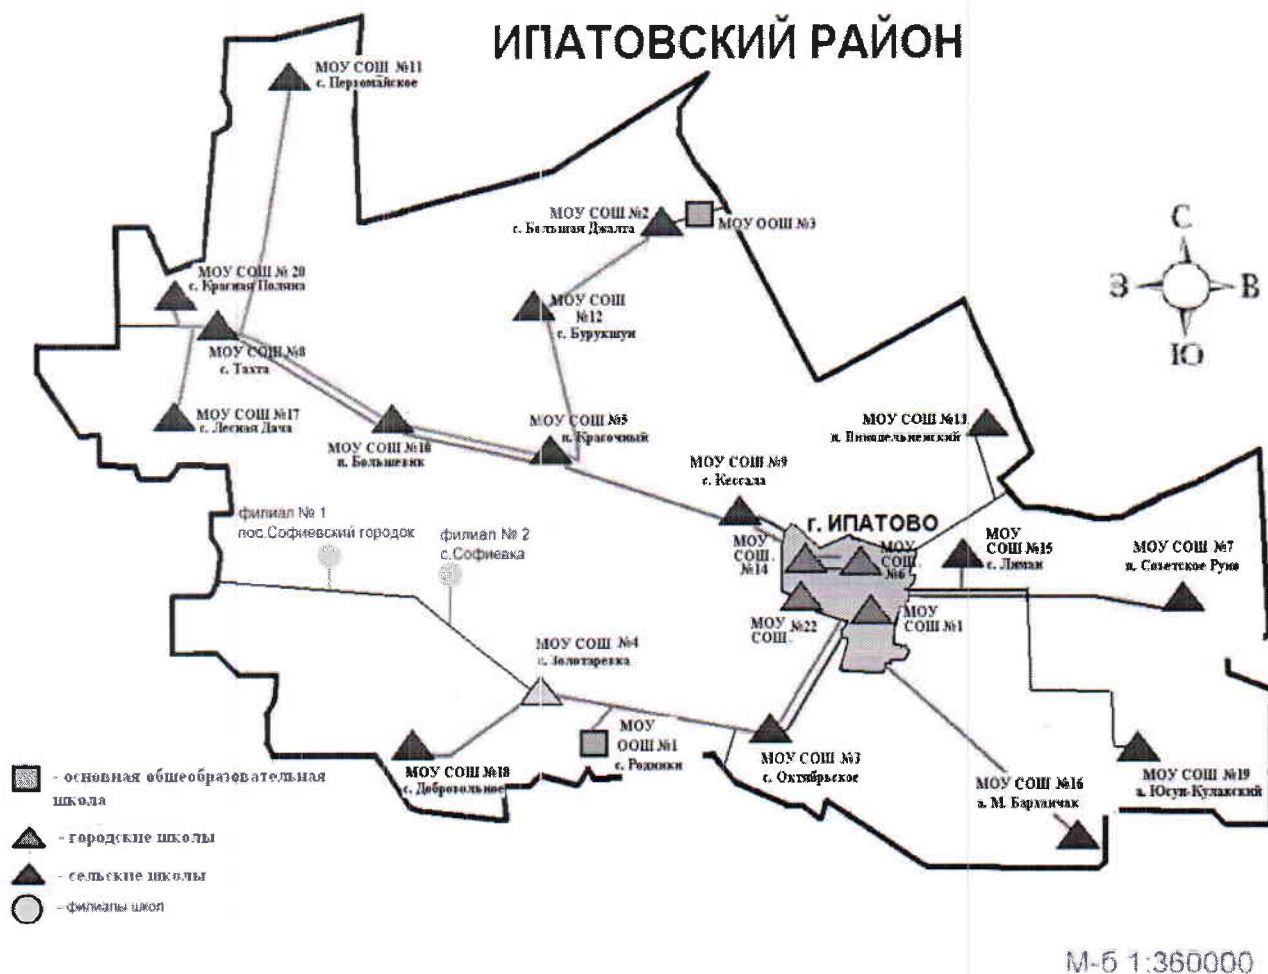 ИПАТОВСКИЙ РАЙОН
МОУ СОШ №11
с. Первомайское
МОУ СОШ №2
с. Большая Джалга
МОУ ООШ №3
С
З
В
Ю
МОУ СОШ № 20
с. Красная Поляна
МОУ СОШ
№12
с. Бурукшун
МОУ СОШ №8
с. Тахта
МОУ СОШ №17
с. Лесная Дача
МОУ СОШ №5
п. Красочный
МОУ СОШ №13
МОУ СОШ №10
п. Большевик
МОУ СОШ №9
с. Кевсала
филиал № 1
пос.Софиевский городок
филиал № 2
с.Софиевка
г. ИПАТОВО
МОУ
СОШ
№14
МОУ
СОШ
№6
МОУ
СОШ №15
с. Лиман
МОУ СОШ №7
п. Советское Руно
МОУ №22
СОШ
МОУ
СОШ №1
МОУ СОШ №4
с. Золотаревка
МОУ
ООШ №1
с. Родники
МОУ СОШ №18
с. Добровольное
МОУ СОШ №3
с. Октябрьское
МОУ СОШ №16
а. М. Барханчак
МОУ СОШ №19
а. Юсуп-Кулакский
- основная общеобразовательная
школа
- городские школы
- сельские школы
- филиалы школ
М-б 1:360000